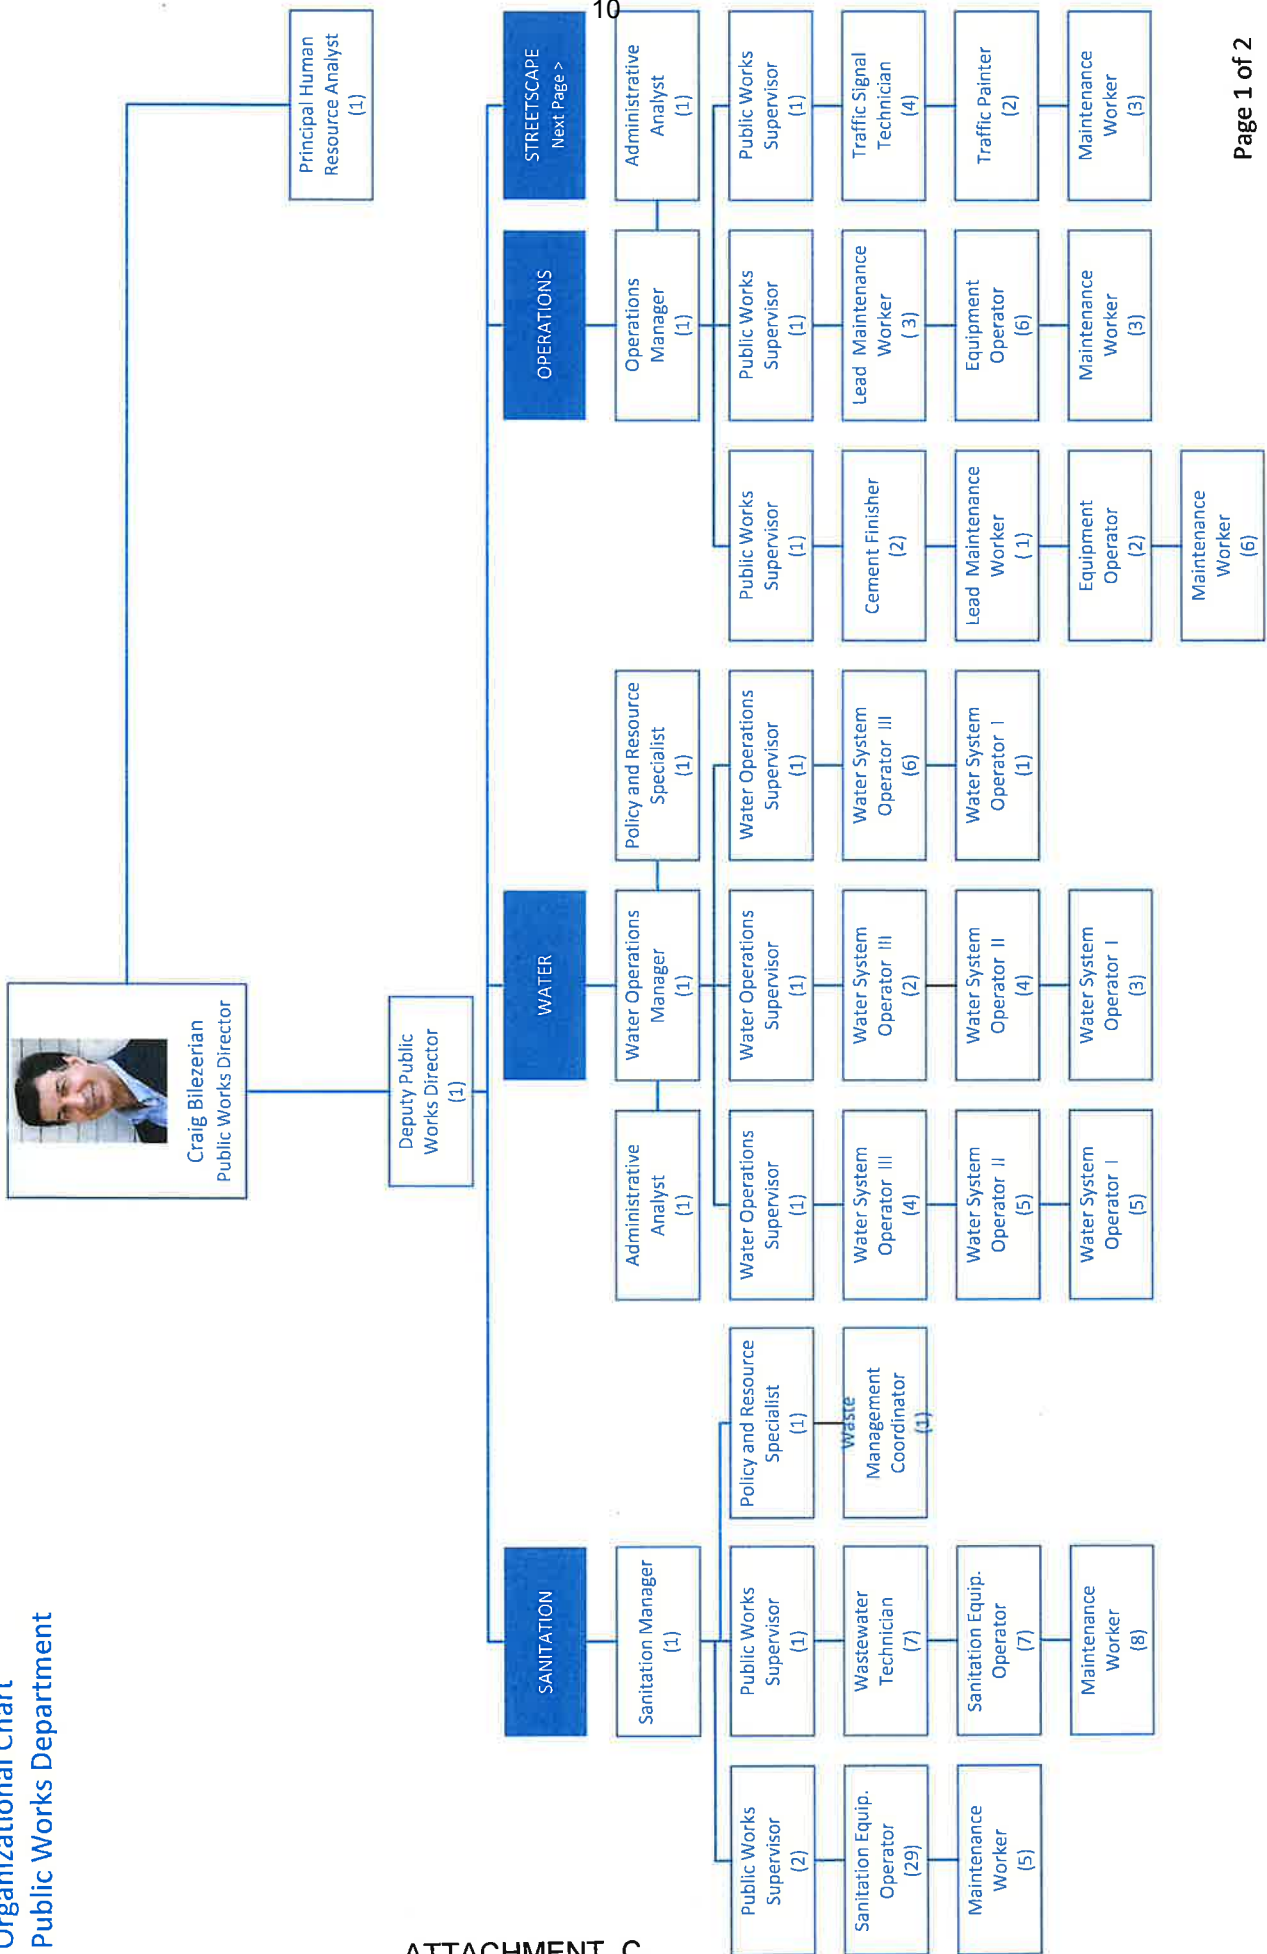 Organizational Chart
Public Works Department
Craig Bilezerian
Public Works Director
Principal Human
Resource Analyst
(1)
Deputy Public
Works Director
(1)
SANITATION
WATER
OPERATIONS
STREETSCAPE
Next Page >
Sanitation Manager
(1)
Public Works
Supervisor
(2)
Sanitation Equip.
Operator
(29)
Maintenance
Worker
(5)
Public Works
Supervisor
(1)
Wastewater
Technician
(7)
Sanitation Equip.
Operator
(7)
Maintenance
Worker
(8)
Policy and Resource
Specialist
(1)
Waste
Management
Coordinator
(1)
Administrative
Analyst
(1)
Water Operations
Manager
(1)
Policy and Resource
Specialist
(1)
Water Operations
Supervisor
(1)
Water System
Operator III
(4)
Water System
Operator II
(5)
Water System
Operator I
(5)
Water Operations
Supervisor
(1)
Water System
Operator III
(2)
Water System
Operator II
(4)
Water System
Operator I
(3)
Water Operations
Supervisor
(1)
Water System
Operator III
(6)
Water System
Operator I
(1)
Operations
Manager
(1)
Administrative
Analyst
(1)
Public Works
Supervisor
(1)
Cement Finisher
(2)
Lead Maintenance
Worker
( 1)
Equipment
Operator
(2)
Maintenance
Worker
(6)
Public Works
Supervisor
(1)
Lead Maintenance
Worker
( 3)
Equipment
Operator
(6)
Maintenance
Worker
(3)
Public Works
Supervisor
(1)
Traffic Signal
Technician
(4)
Traffic Painter
(2)
Maintenance
Worker
(3)
Page 1 of 2
10
ATTACHMENT C